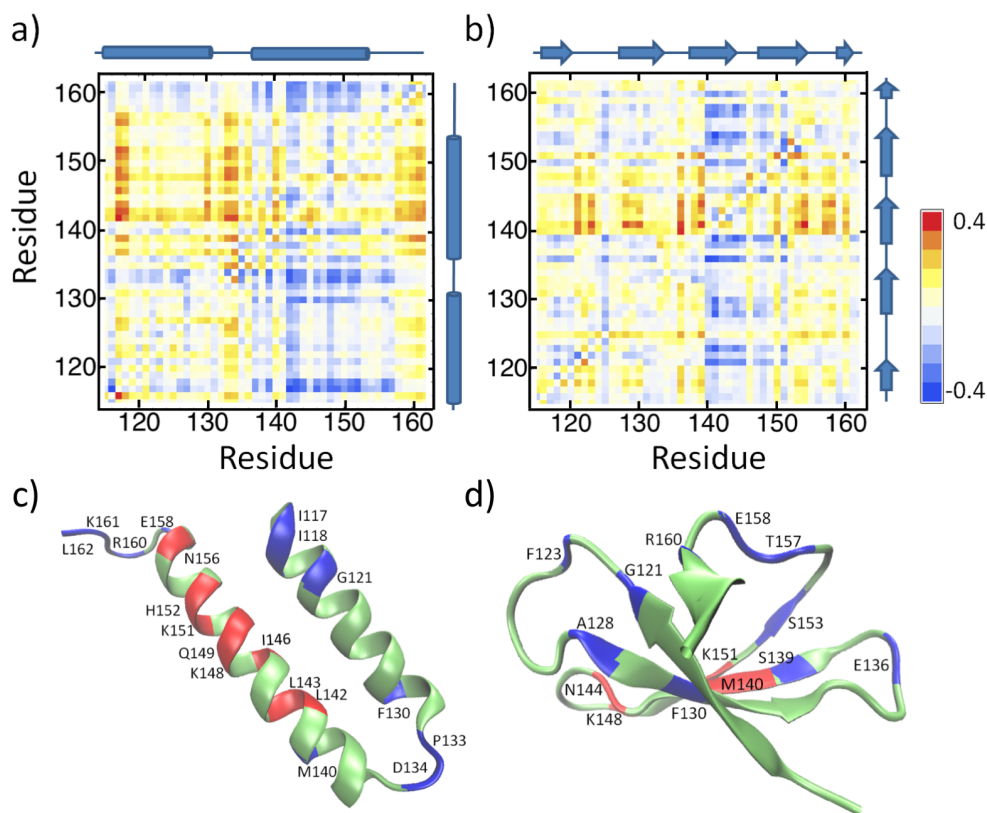 a)
b)
160
150
140
130
120
Residue
120
130
140
150
160
Residue
160
150
140
130
120
120
130
140
150
160
Residue
0.4
-0.4
c)
d)
K161
E158
L162
R160
N156
H152
K151
Q149
K148
I146
L143
L142
M140
I117
I118
G121
F130
P133
D134
E158
R160
T157
F123
G121
A128
S153
K151
S139
E136
M140
N144
K148
F130